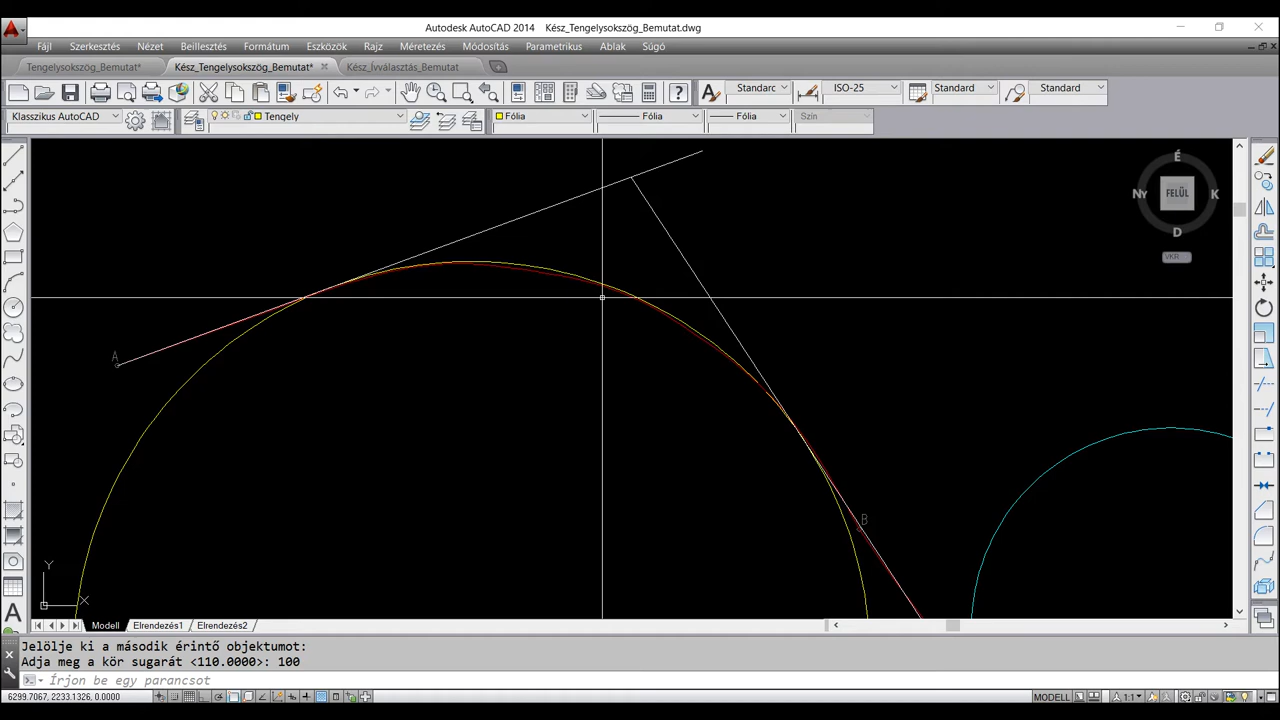 Autodesk AutoCAD 2014 Kész_Tengelysokszög_Bemutat.dwg
Fájl Szerkesztés Nézet Beillesztés Formátum Eszközök Rajz Méretezés Módosítás Parametrikus Ablak Súgó
Tengelysokszög_Bemutat* Kész_Tengelysokszög_Bemutat* Kész_Ívválasztás_Bemutat
Standarc ISO-25 Standard Standard
Klasszikus AutoCAD Tengely Fólia Fólia Fólia Szín
É
Ny FELÜL K
D
VKR
A
B
Y
X
Modell Elrendezés1 Elrendezés2
Jelölje ki a második érintő objektumot:
Adja meg a kör sugarát <110.0000>: 100
Írjon be egy parancsot
6299.7067, 2233.1326, 0.0000 MODELL 1:1